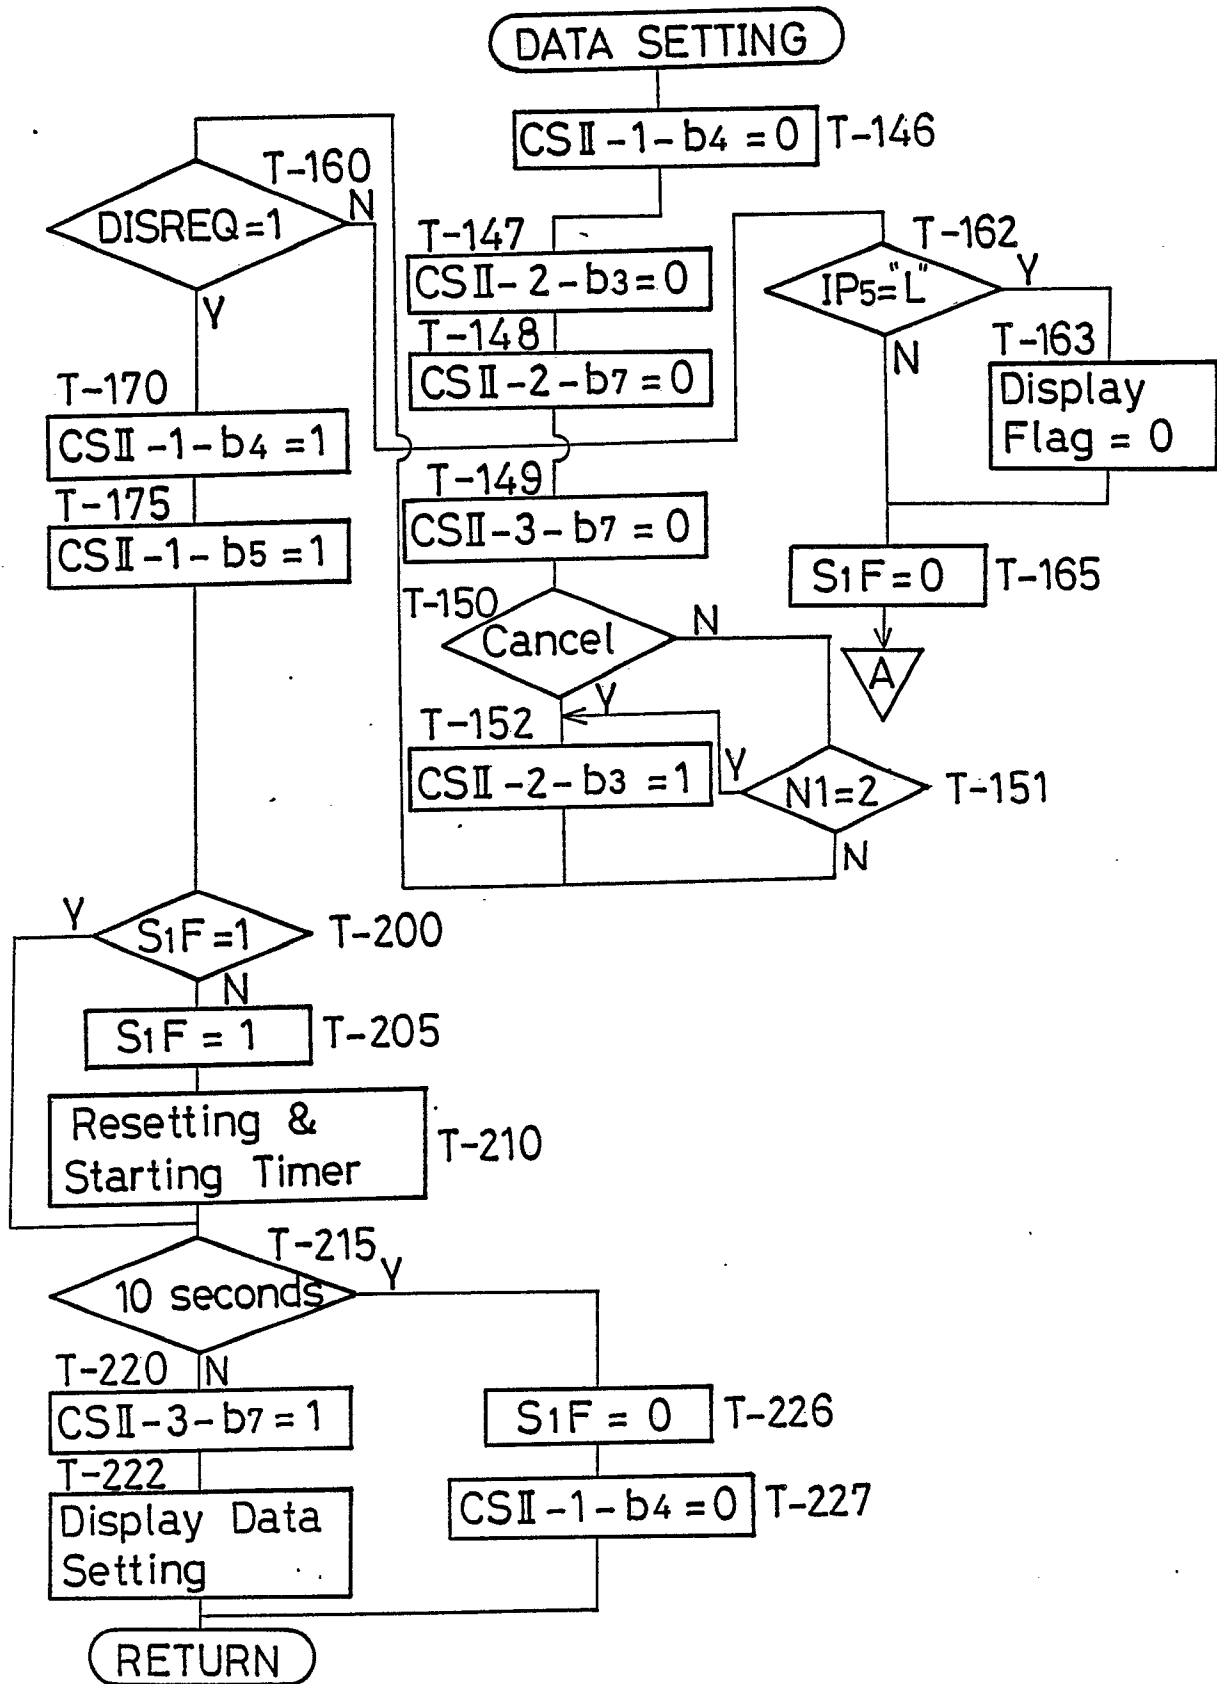 DATA SETTING
CSII-1-b4=0
T-146
T-160
DISREQ=1
N
Y
T-147
CSII-2-b3=0
T-148
CSII-2-b7=0
T-162
IP5="L"
Y
N
T-163
Display
Flag = 0
T-170
CSII-1-b4=1
T-175
CSII-1-b5=1
T-149
CSII-3-b7=0
S1F=0
T-165
A
T-150
Cancel
N
Y
T-152
CSII-2-b3=1
Y
N1=2
T-151
N
Y
S1F=1
T-200
N
S1F = 1
T-205
Resetting &
Starting Timer
T-210
T-215
10 seconds
Y
N
T-220
CSII-3-b7=1
T-222
Display Data
Setting
S1F = 0
T-226
CSII-1-b4=0
T-227
RETURN